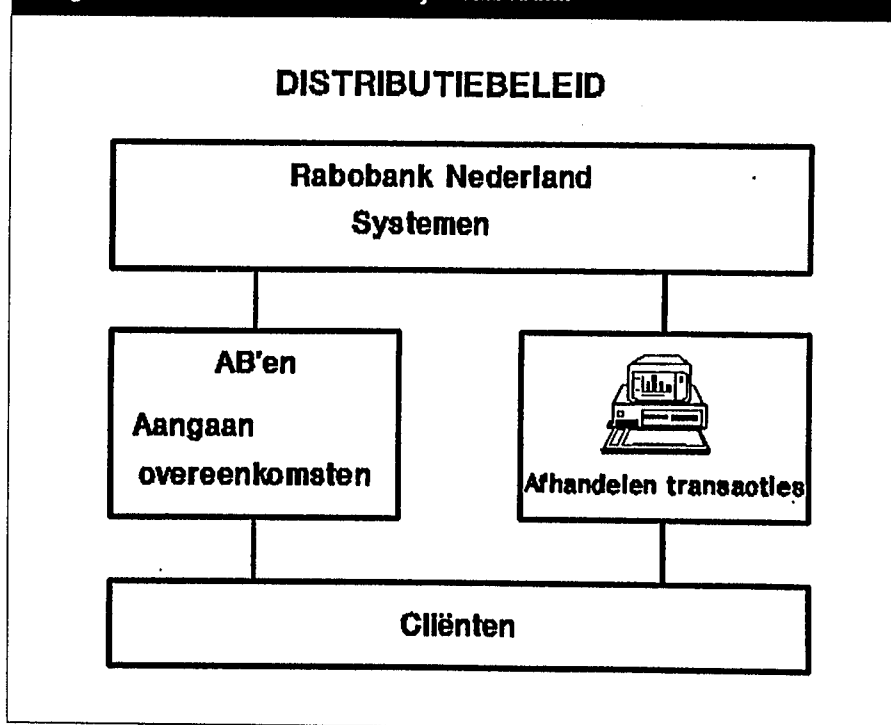 DISTRIBUTIEBELEID
Rabobank Nederland
Systemen
AB'en
Aangaan
overeenkomsten
Afhandelen transacties
Cliënten